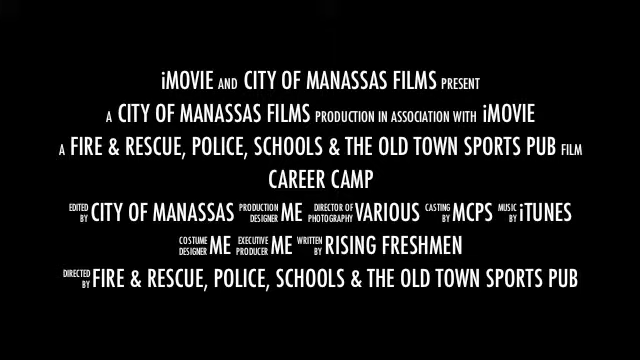 iMOVIE AND CITY OF MANASSAS FILMS PRESENT
A CITY OF MANASSAS FILMS PRODUCTION IN ASSOCIATION WITH iMOVIE
A FIRE & RESCUE, POLICE, SCHOOLS & THE OLD TOWN SPORTS PUB FILM
CAREER CAMP
EDITED BY CITY OF MANASSAS PRODUCTION DESIGNER ME DIRECTOR OF PHOTOGRAPHY VARIOUS CASTING BY MCPS MUSIC BY iTUNES
COSTUME DESIGNER ME EXECUTIVE PRODUCER ME WRITTEN BY RISING FRESHMEN
DIRECTED BY FIRE & RESCUE, POLICE, SCHOOLS & THE OLD TOWN SPORTS PUB